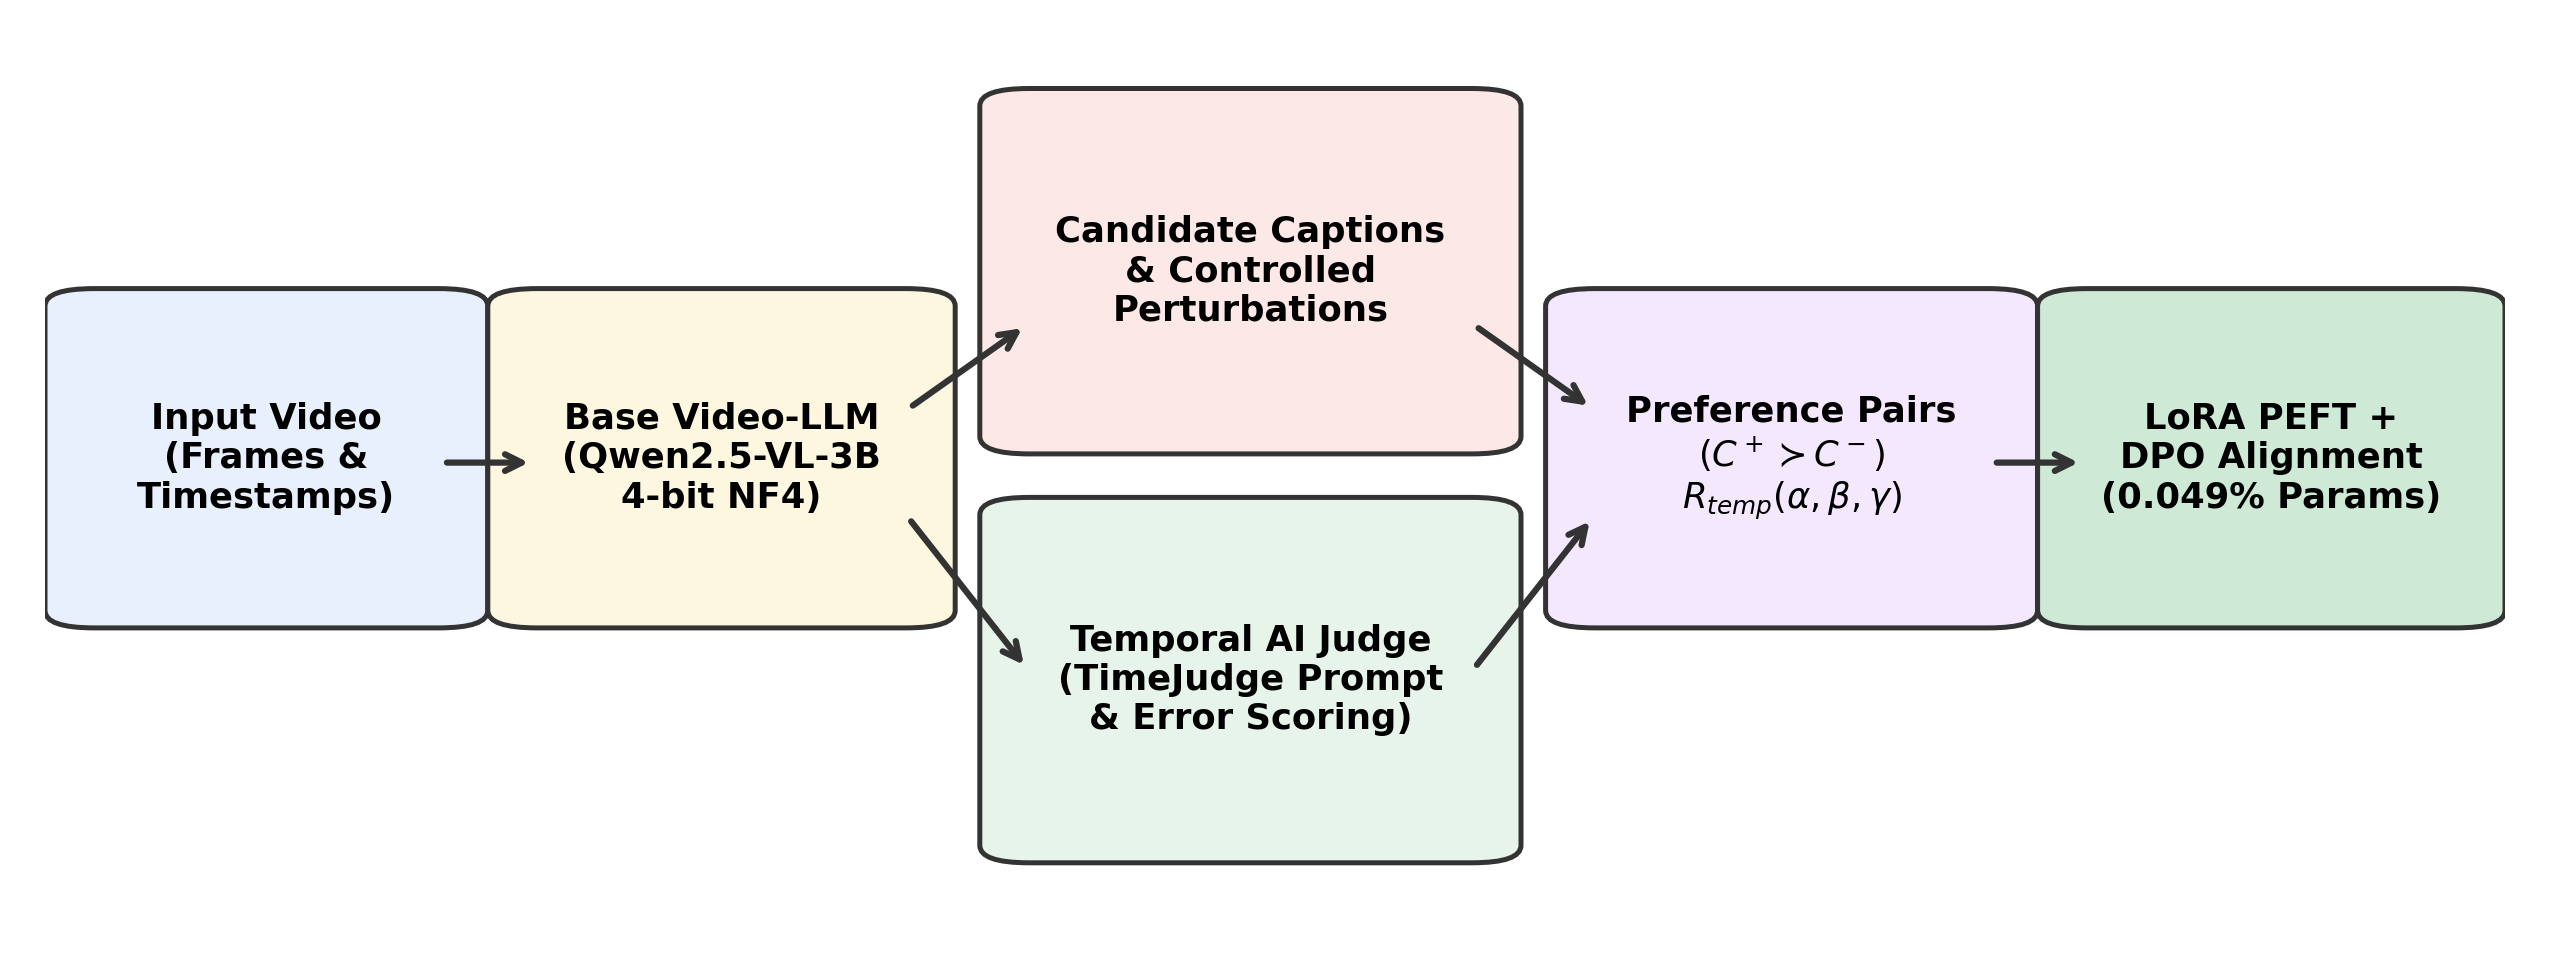 Input Video
(Frames &
Timestamps)
Base Video-LLM
(Qwen2.5-VL-3B
4-bit NF4)
Candidate Captions
& Controlled
Perturbations
Temporal AI Judge
(TimeJudge Prompt
& Error Scoring)
Preference Pairs
(C⁺ ≻ C⁻)
R_temp(α, β, γ)
LoRA PEFT +
DPO Alignment
(0.049% Params)